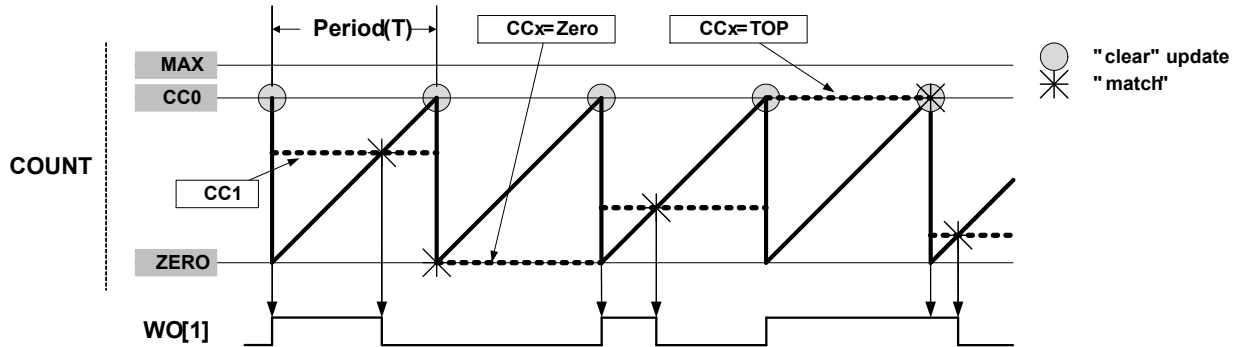 Period(T)
CCx=Zero
CCx=TOP
MAX
CC0
"clear" update
"match"
COUNT
CC1
ZERO
WO[1]